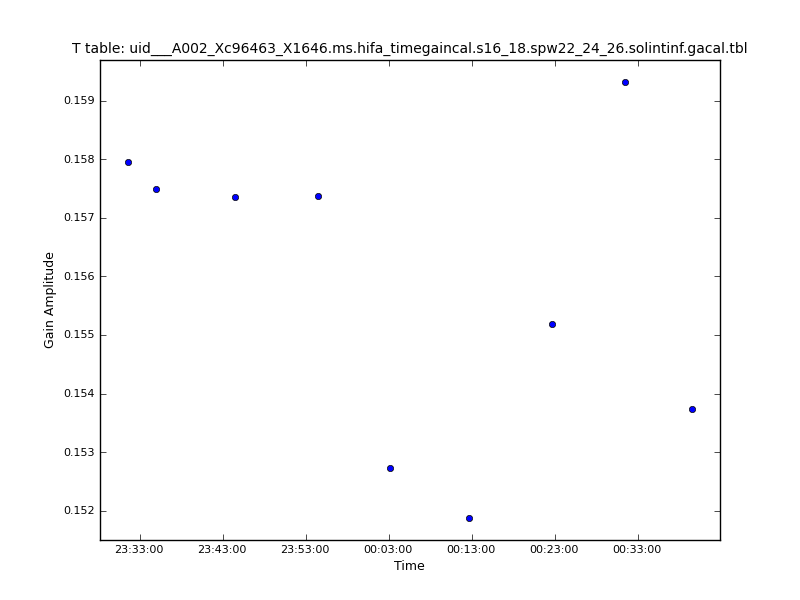 T table: uid___A002_Xc96463_X1646.ms.hifa_timegaincal.s16_18.spw22_24_26.solintinf.gacal.tbl
0.159
0.158
0.157
0.156
0.155
0.154
0.153
0.152
Gain Amplitude
23:33:00 23:43:00 23:53:00 00:03:00 00:13:00 00:23:00 00:33:00
Time